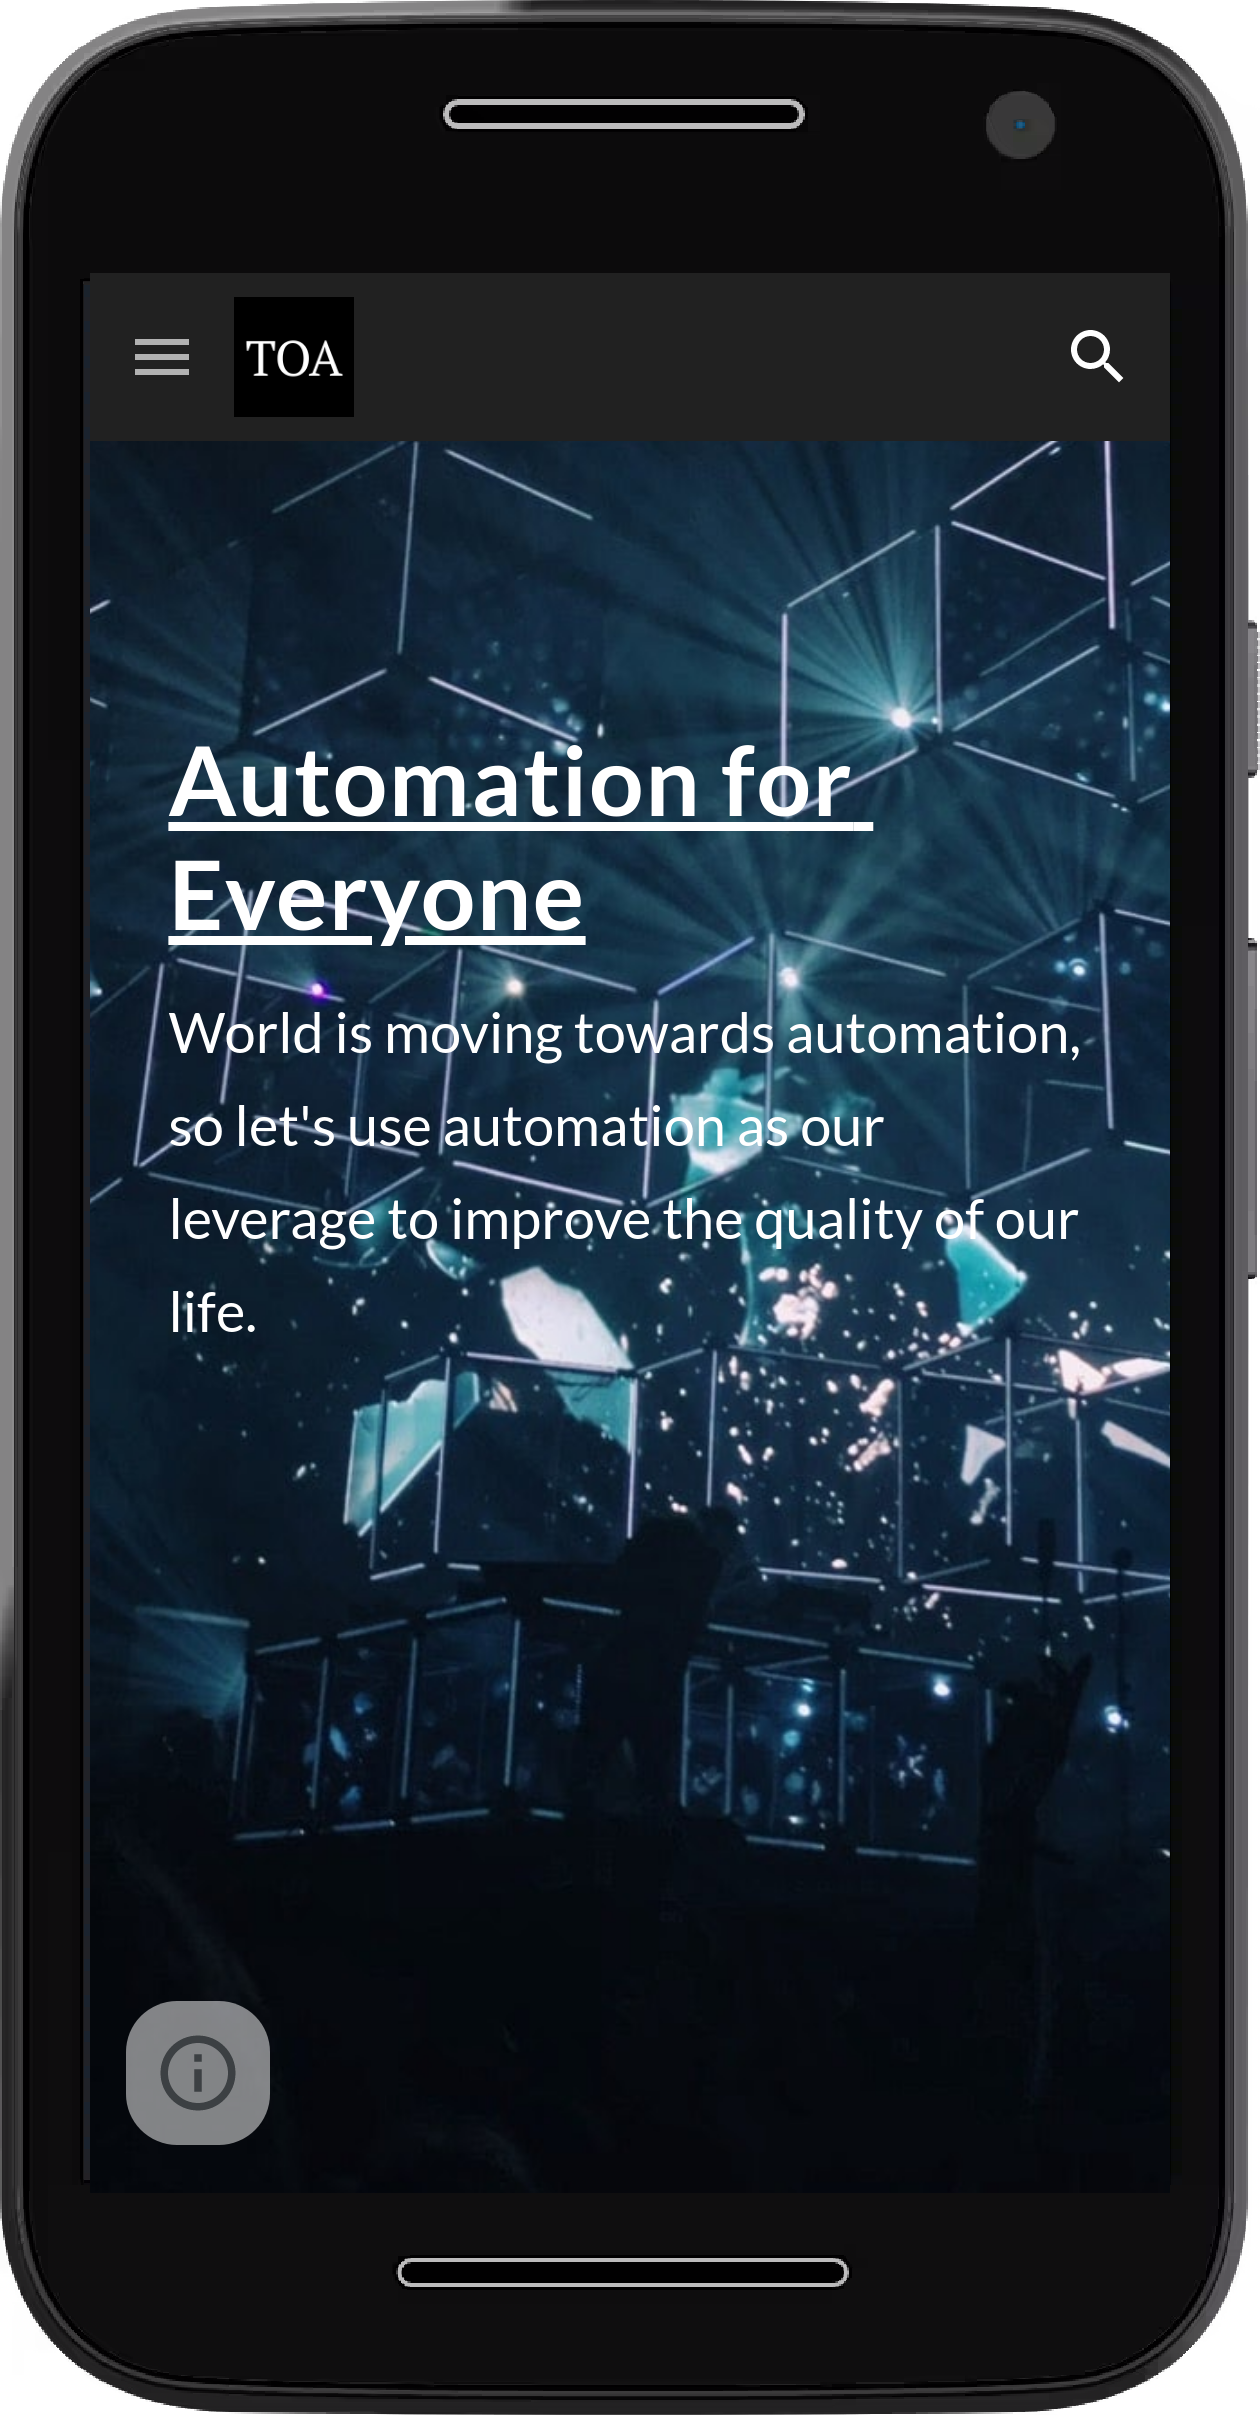 TOA
Automation for
Everyone
World is moving towards automation,
so let's use automation as our
leverage to improve the quality of our
life.